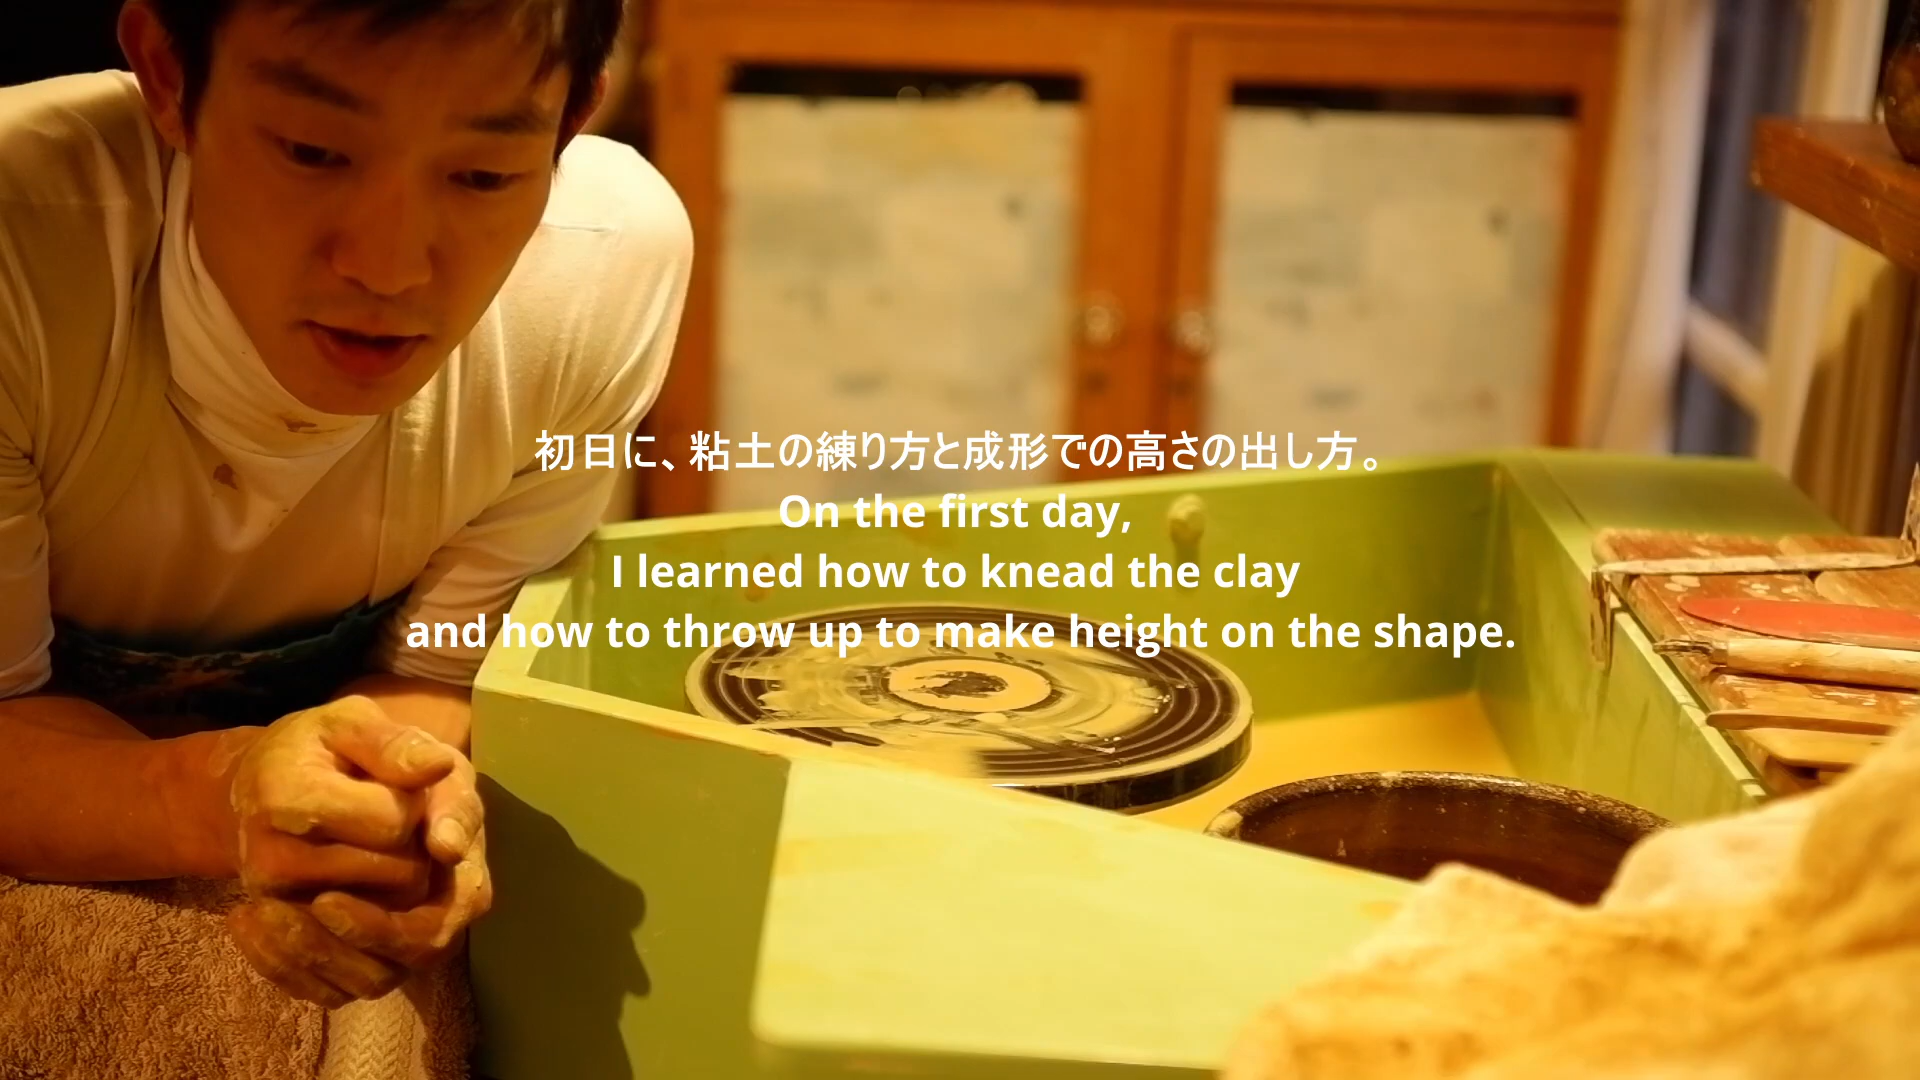 初日に、粘土の練り方と成形での高さの出し方。
On the first day,
I learned how to knead the clay
and how to throw up to make height on the shape.